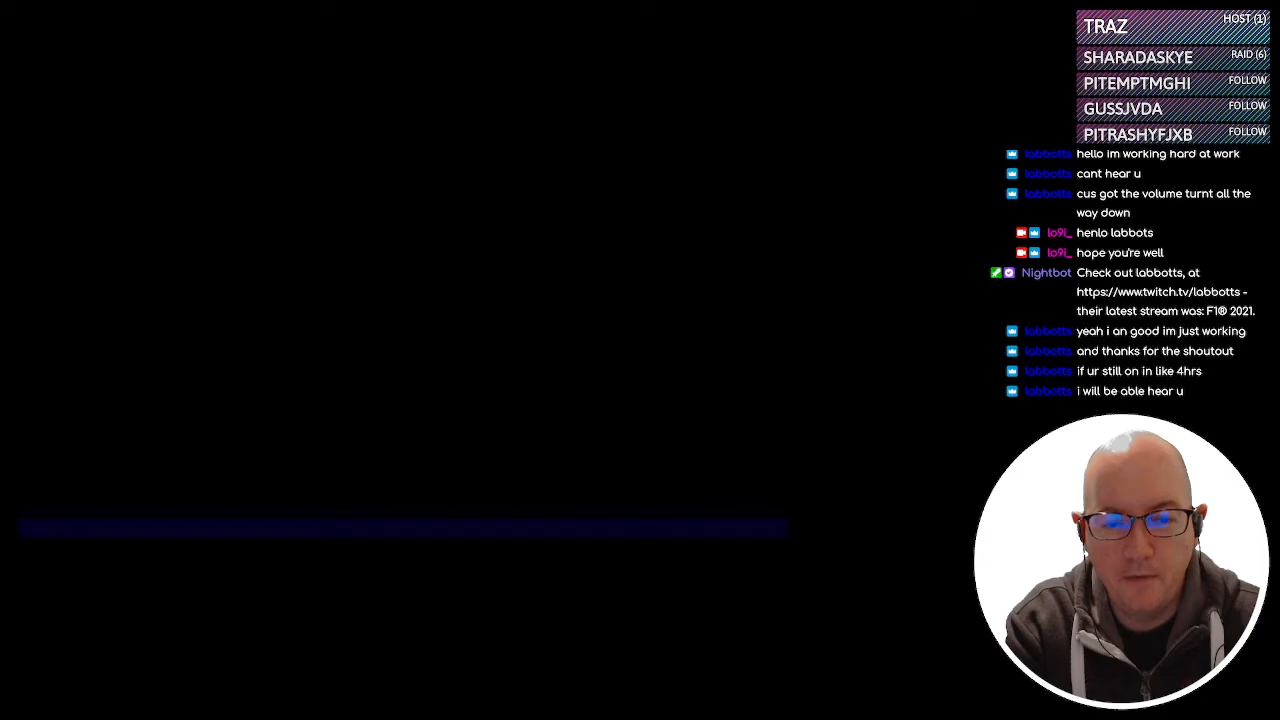 TRAZ HOST (1)
SHARADASKYE RAID (6)
PITEMPTMGHI FOLLOW
GUSSJVDA FOLLOW
PITRASHYFJXB FOLLOW
labbotts hello im working hard at work
labbotts cant hear u
labbotts cus got the volume turnt all the
way down
lo9i_ henlo labbots
lo9i_ hope you're well
Nightbot Check out labbotts, at
https://www.twitch.tv/labbotts -
their latest stream was: F1® 2021.
labbotts yeah i an good im just working
labbotts and thanks for the shoutout
labbotts if ur still on in like 4hrs
labbotts i will be able hear u